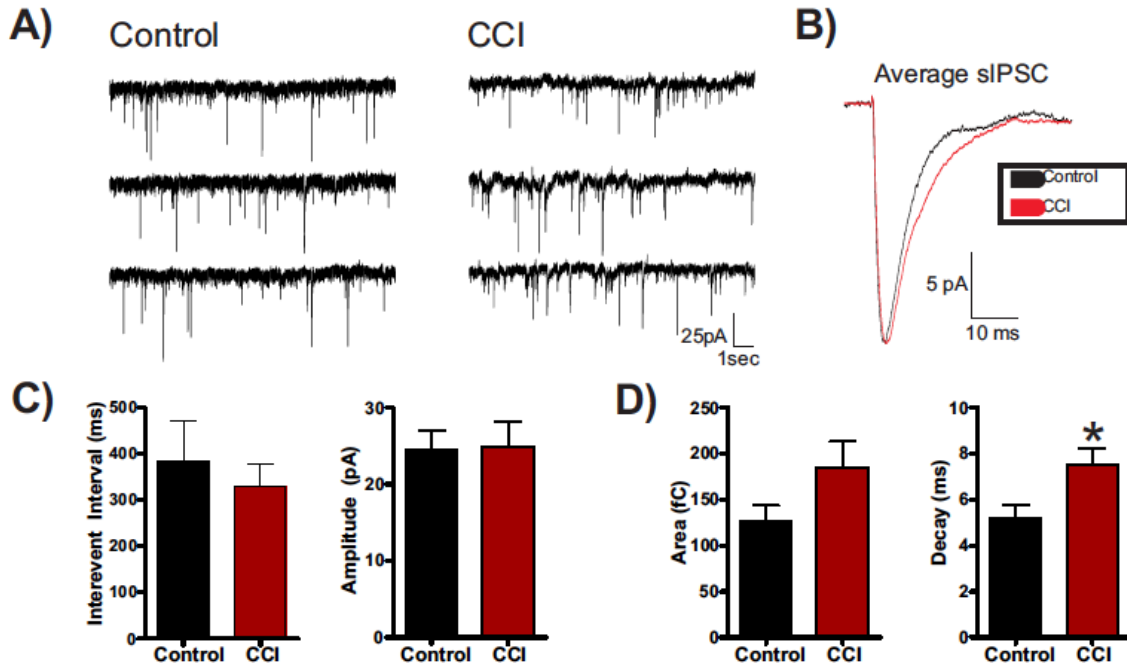 A)
Control
CCI
25pA
1sec
B)
Average sIPSC
Control
CCI
5 pA
10 ms
C)
Interevent Interval (ms)
500
400
300
200
100
0
Control CCI
Amplitude (pA)
30
20
10
0
Control CCI
D)
Area (fC)
250
200
150
100
50
0
Control CCI
Decay (ms)
10
8
6
4
2
0
*
Control CCI